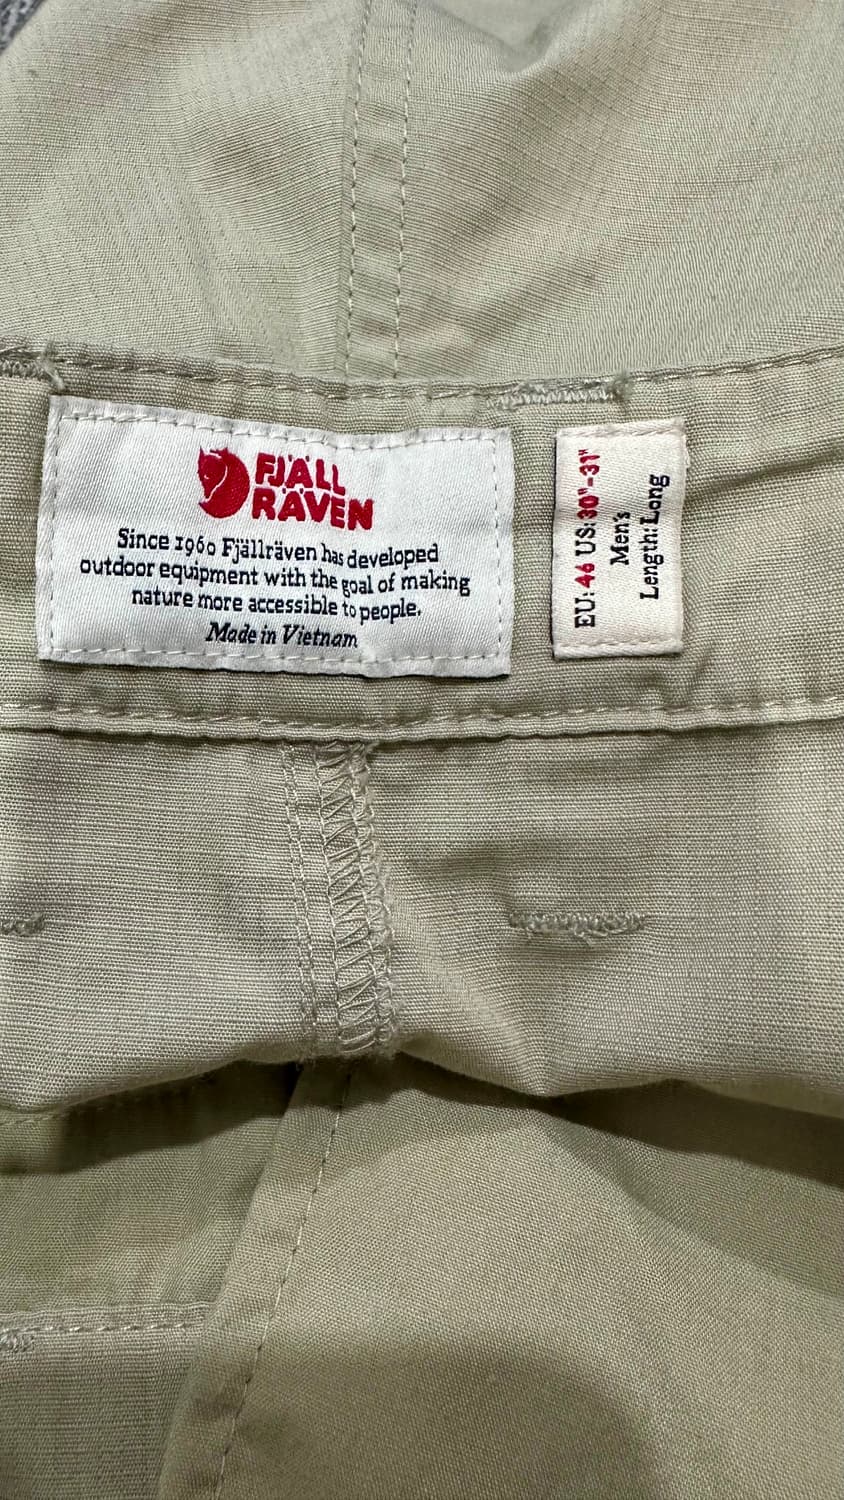 FJÄLL
RÄVEN
Since 1960 Fjällräven has developed
outdoor equipment with the goal of making
nature more accessible to people.
Made in Vietnam
EU: 46 US: 30"-31"
Men's
Length: Long